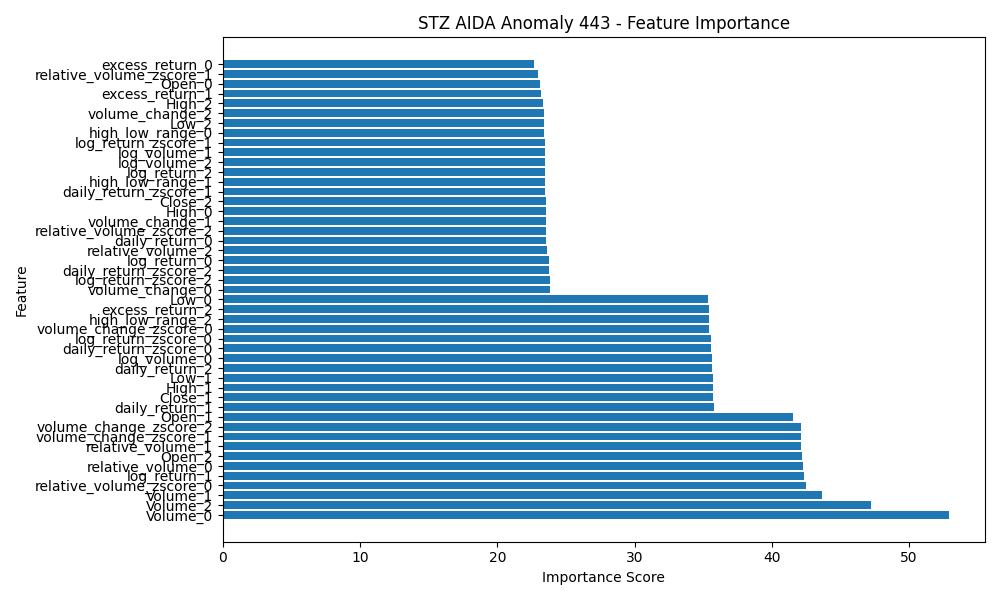 STZ AIDA Anomaly 443 - Feature Importance
excess_return_0
relative_volume_zscore_1
Open_0
excess_return_1
High_2
volume_change_2
Low_2
high_low_range_0
log_return_zscore_1
log_volume_1
log_volume_2
log_return_2
high_low_range_1
daily_return_zscore_1
Close_2
High_0
volume_change_1
relative_volume_zscore_2
daily_return_0
relative_volume_2
log_return_0
daily_return_zscore_2
log_return_zscore_2
volume_change_0
Low_0
excess_return_2
high_low_range_2
volume_change_zscore_0
log_return_zscore_0
daily_return_zscore_0
log_volume_0
daily_return_2
Low_1
High_1
Close_1
daily_return_1
Open_1
volume_change_zscore_2
volume_change_zscore_1
relative_volume_1
Open_2
relative_volume_0
log_return_1
relative_volume_zscore_0
Volume_1
Volume_2
Volume_0
Feature
0 10 20 30 40 50
Importance Score